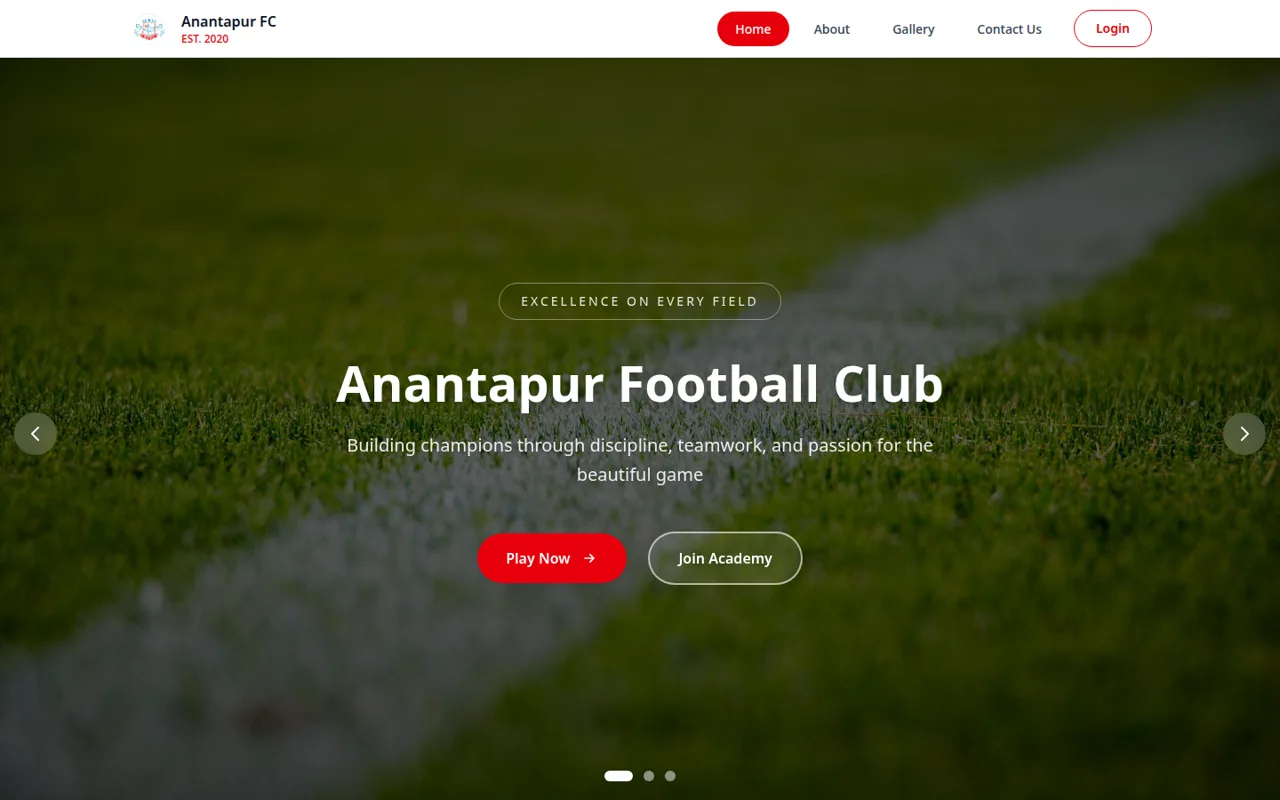 Anantapur FC
EST. 2020
Home
About
Gallery
Contact Us
Login
EXCELLENCE ON EVERY FIELD
Anantapur Football Club
Building champions through discipline, teamwork, and passion for the
beautiful game
Play Now
Join Academy